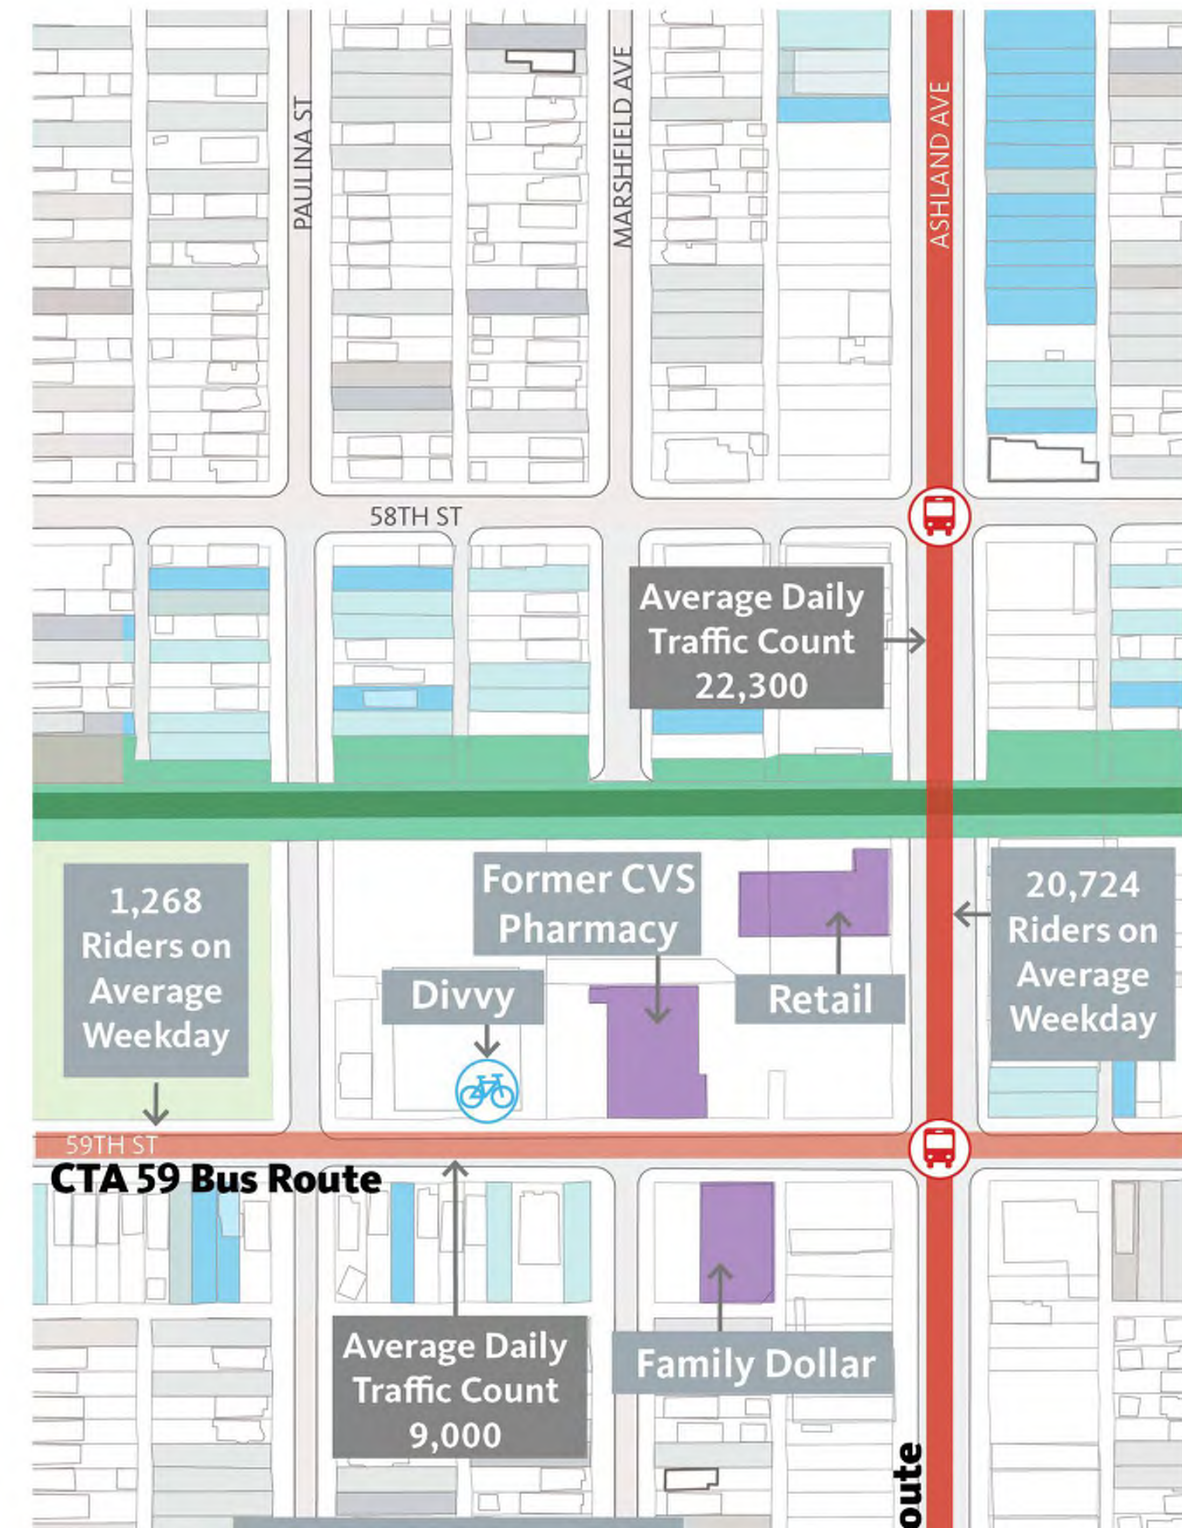 PAULINA ST
MARSHFIELD AVE
ASHLAND AVE
58TH ST
Average Daily
Traffic Count
22,300
1,268
Riders on
Average
Weekday
Former CVS
Pharmacy
Divvy
Retail
20,724
Riders on
Average
Weekday
59TH ST
CTA 59 Bus Route
Average Daily
Traffic Count
9,000
Family Dollar
oute